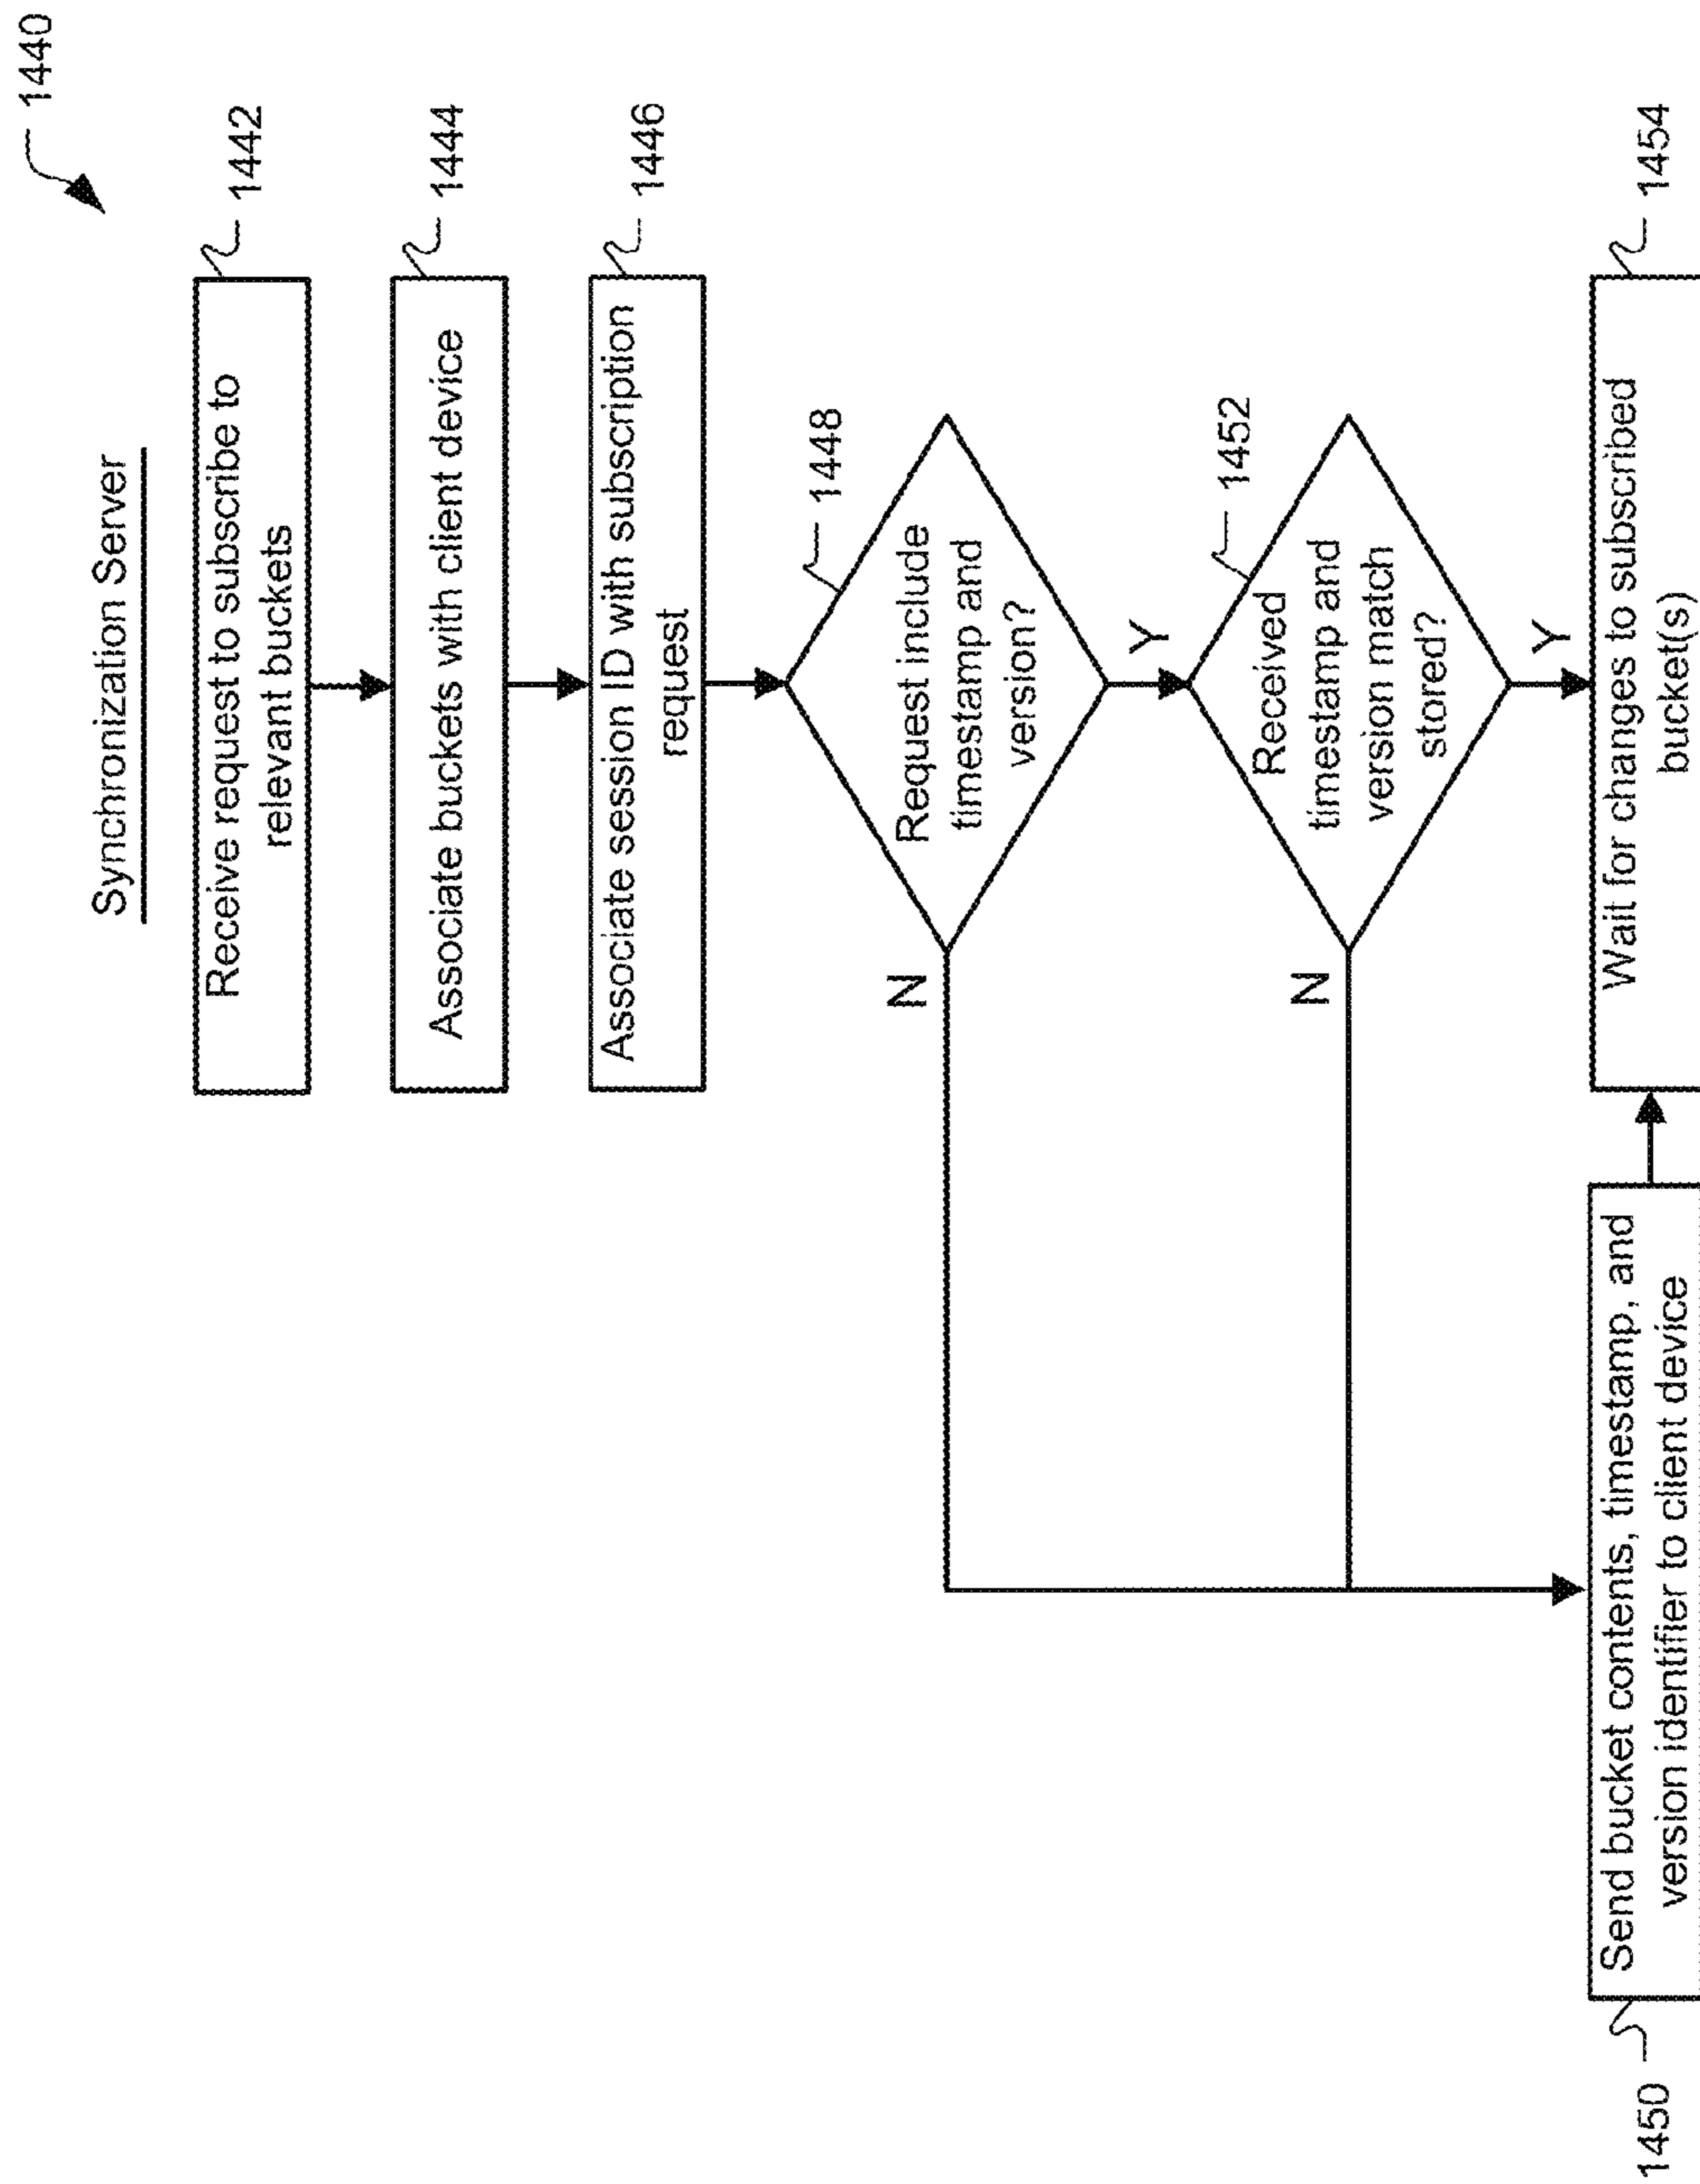 1440
Synchronization Server
Receive request to subscribe to
relevant buckets
1442
Associate buckets with client device
1444
Associate session ID with subscription
request
1446
Request include
timestamp and
version?
1448
N
Y
Received
timestamp and
version match
stored?
1452
N
Y
Send bucket contents, timestamp, and
version identifier to client device
1450
Wait for changes to subscribed
bucket(s)
1454